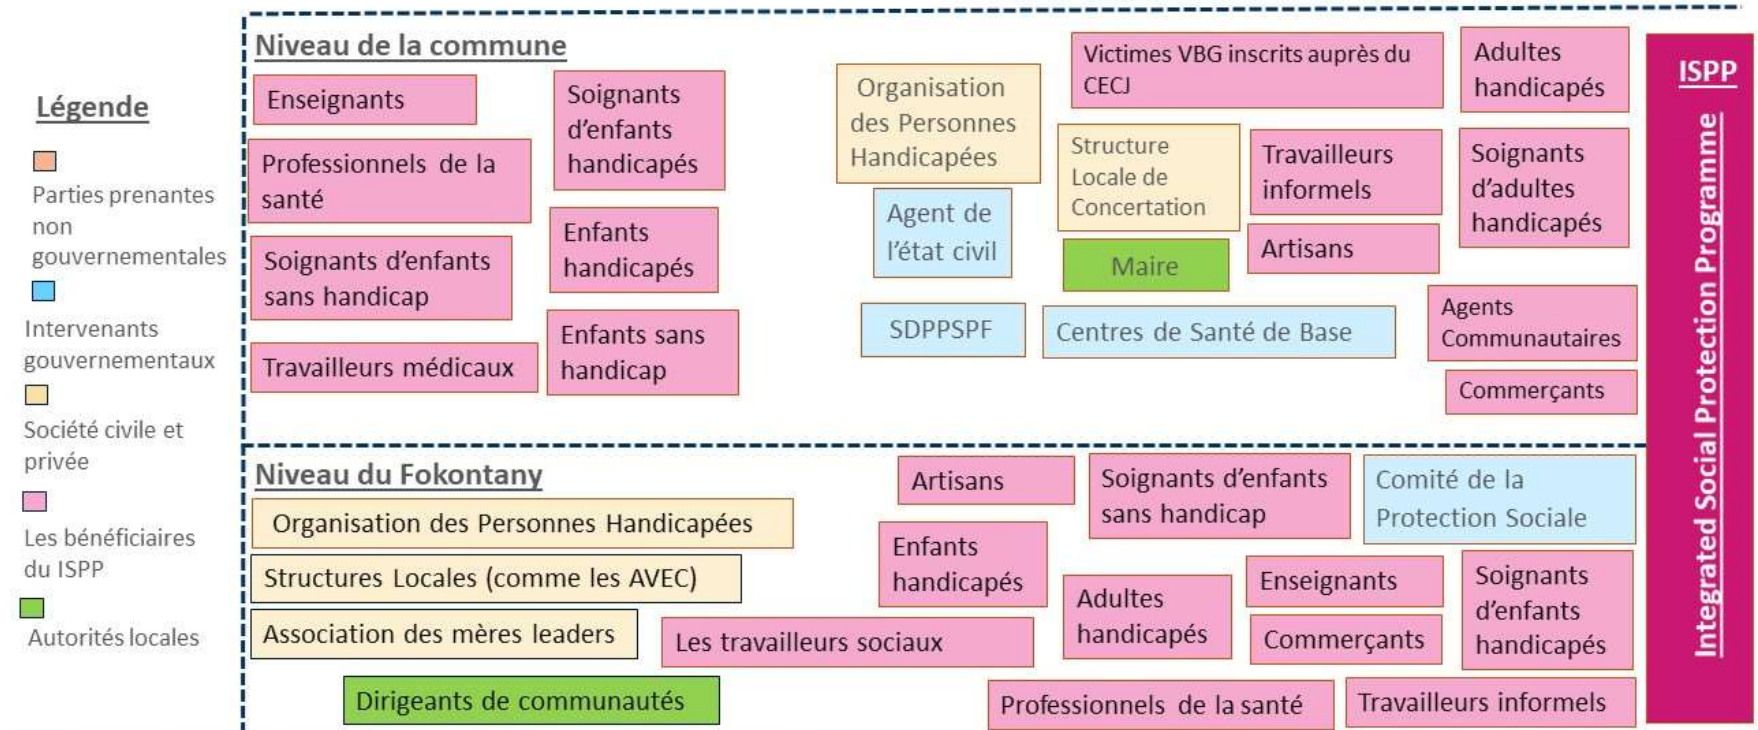 Légende
Parties prenantes
non
gouvernementales
Intervenants
gouvernementaux
Société civile et
privée
Les bénéficiaires
du ISPP
Autorités locales
Niveau de la commune
Enseignants
Professionnels de la
santé
Soignants d'enfants
sans handicap
Travailleurs médicaux
Soignants
d'enfants
handicapés
Enfants
handicapés
Enfants sans
handicap
Organisation
des Personnes
Handicapées
Agent de
l'état civil
SDPPSPF
Victimes VBG inscrits auprès du
CECJ
Structure
Locale de
Concertation
Maire
Centres de Santé de Base
Travailleurs
informels
Artisans
Adultes
handicapés
Soignants
d'adultes
handicapés
Agents
Communautaires
Commerçants
Niveau du Fokontany
Organisation des Personnes Handicapées
Structures Locales (comme les AVEC)
Association des mères leaders
Dirigeants de communautés
Les travailleurs sociaux
Artisans
Enfants
handicapés
Soignants d'enfants
sans handicap
Adultes
handicapés
Comité de la
Protection Sociale
Enseignants
Commerçants
Soignants
d'enfants
handicapés
Professionnels de la santé
Travailleurs informels
ISPP
Integrated Social Protection Programme